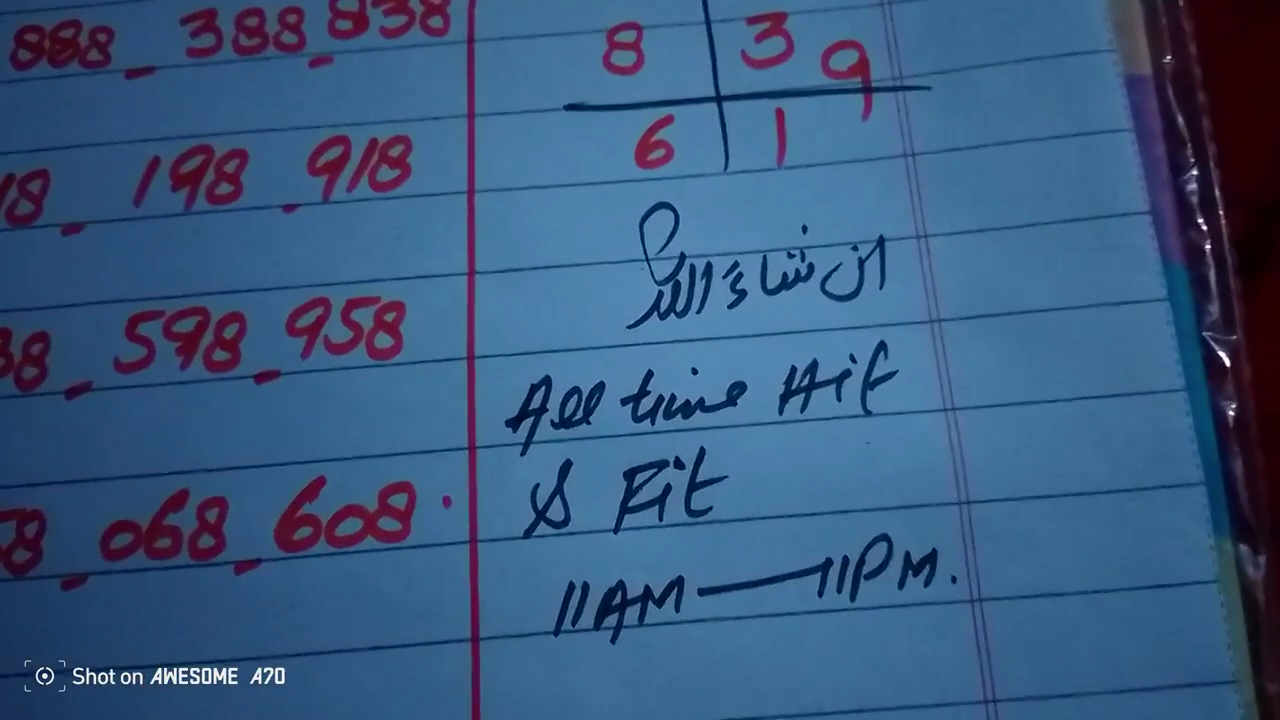 888_388_838
8 3 9
6 1
18_198_918
ان شاءَ اللہ
38_598_958
All time Hit
& Fit
58_068_608.
11AM—11PM.
Shot on AWESOME A70